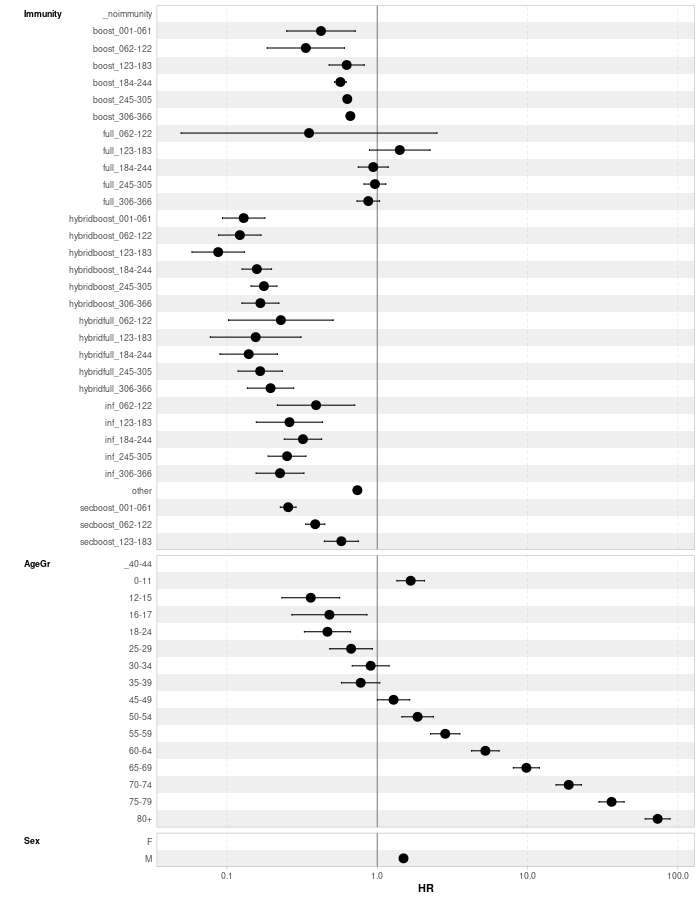 Immunity _noimmunity
boost_001-061
boost_062-122
boost_123-183
boost_184-244
boost_245-305
boost_306-366
full_062-122
full_123-183
full_184-244
full_245-305
full_306-366
hybridboost_001-061
hybridboost_062-122
hybridboost_123-183
hybridboost_184-244
hybridboost_245-305
hybridboost_306-366
hybridfull_062-122
hybridfull_123-183
hybridfull_184-244
hybridfull_245-305
hybridfull_306-366
inf_062-122
inf_123-183
inf_184-244
inf_245-305
inf_306-366
other
secboost_001-061
secboost_062-122
secboost_123-183
AgeGr _40-44
0-11
12-15
16-17
18-24
25-29
30-34
35-39
45-49
50-54
55-59
60-64
65-69
70-74
75-79
80+
Sex F
M
0.1 1.0 10.0 100.0
HR